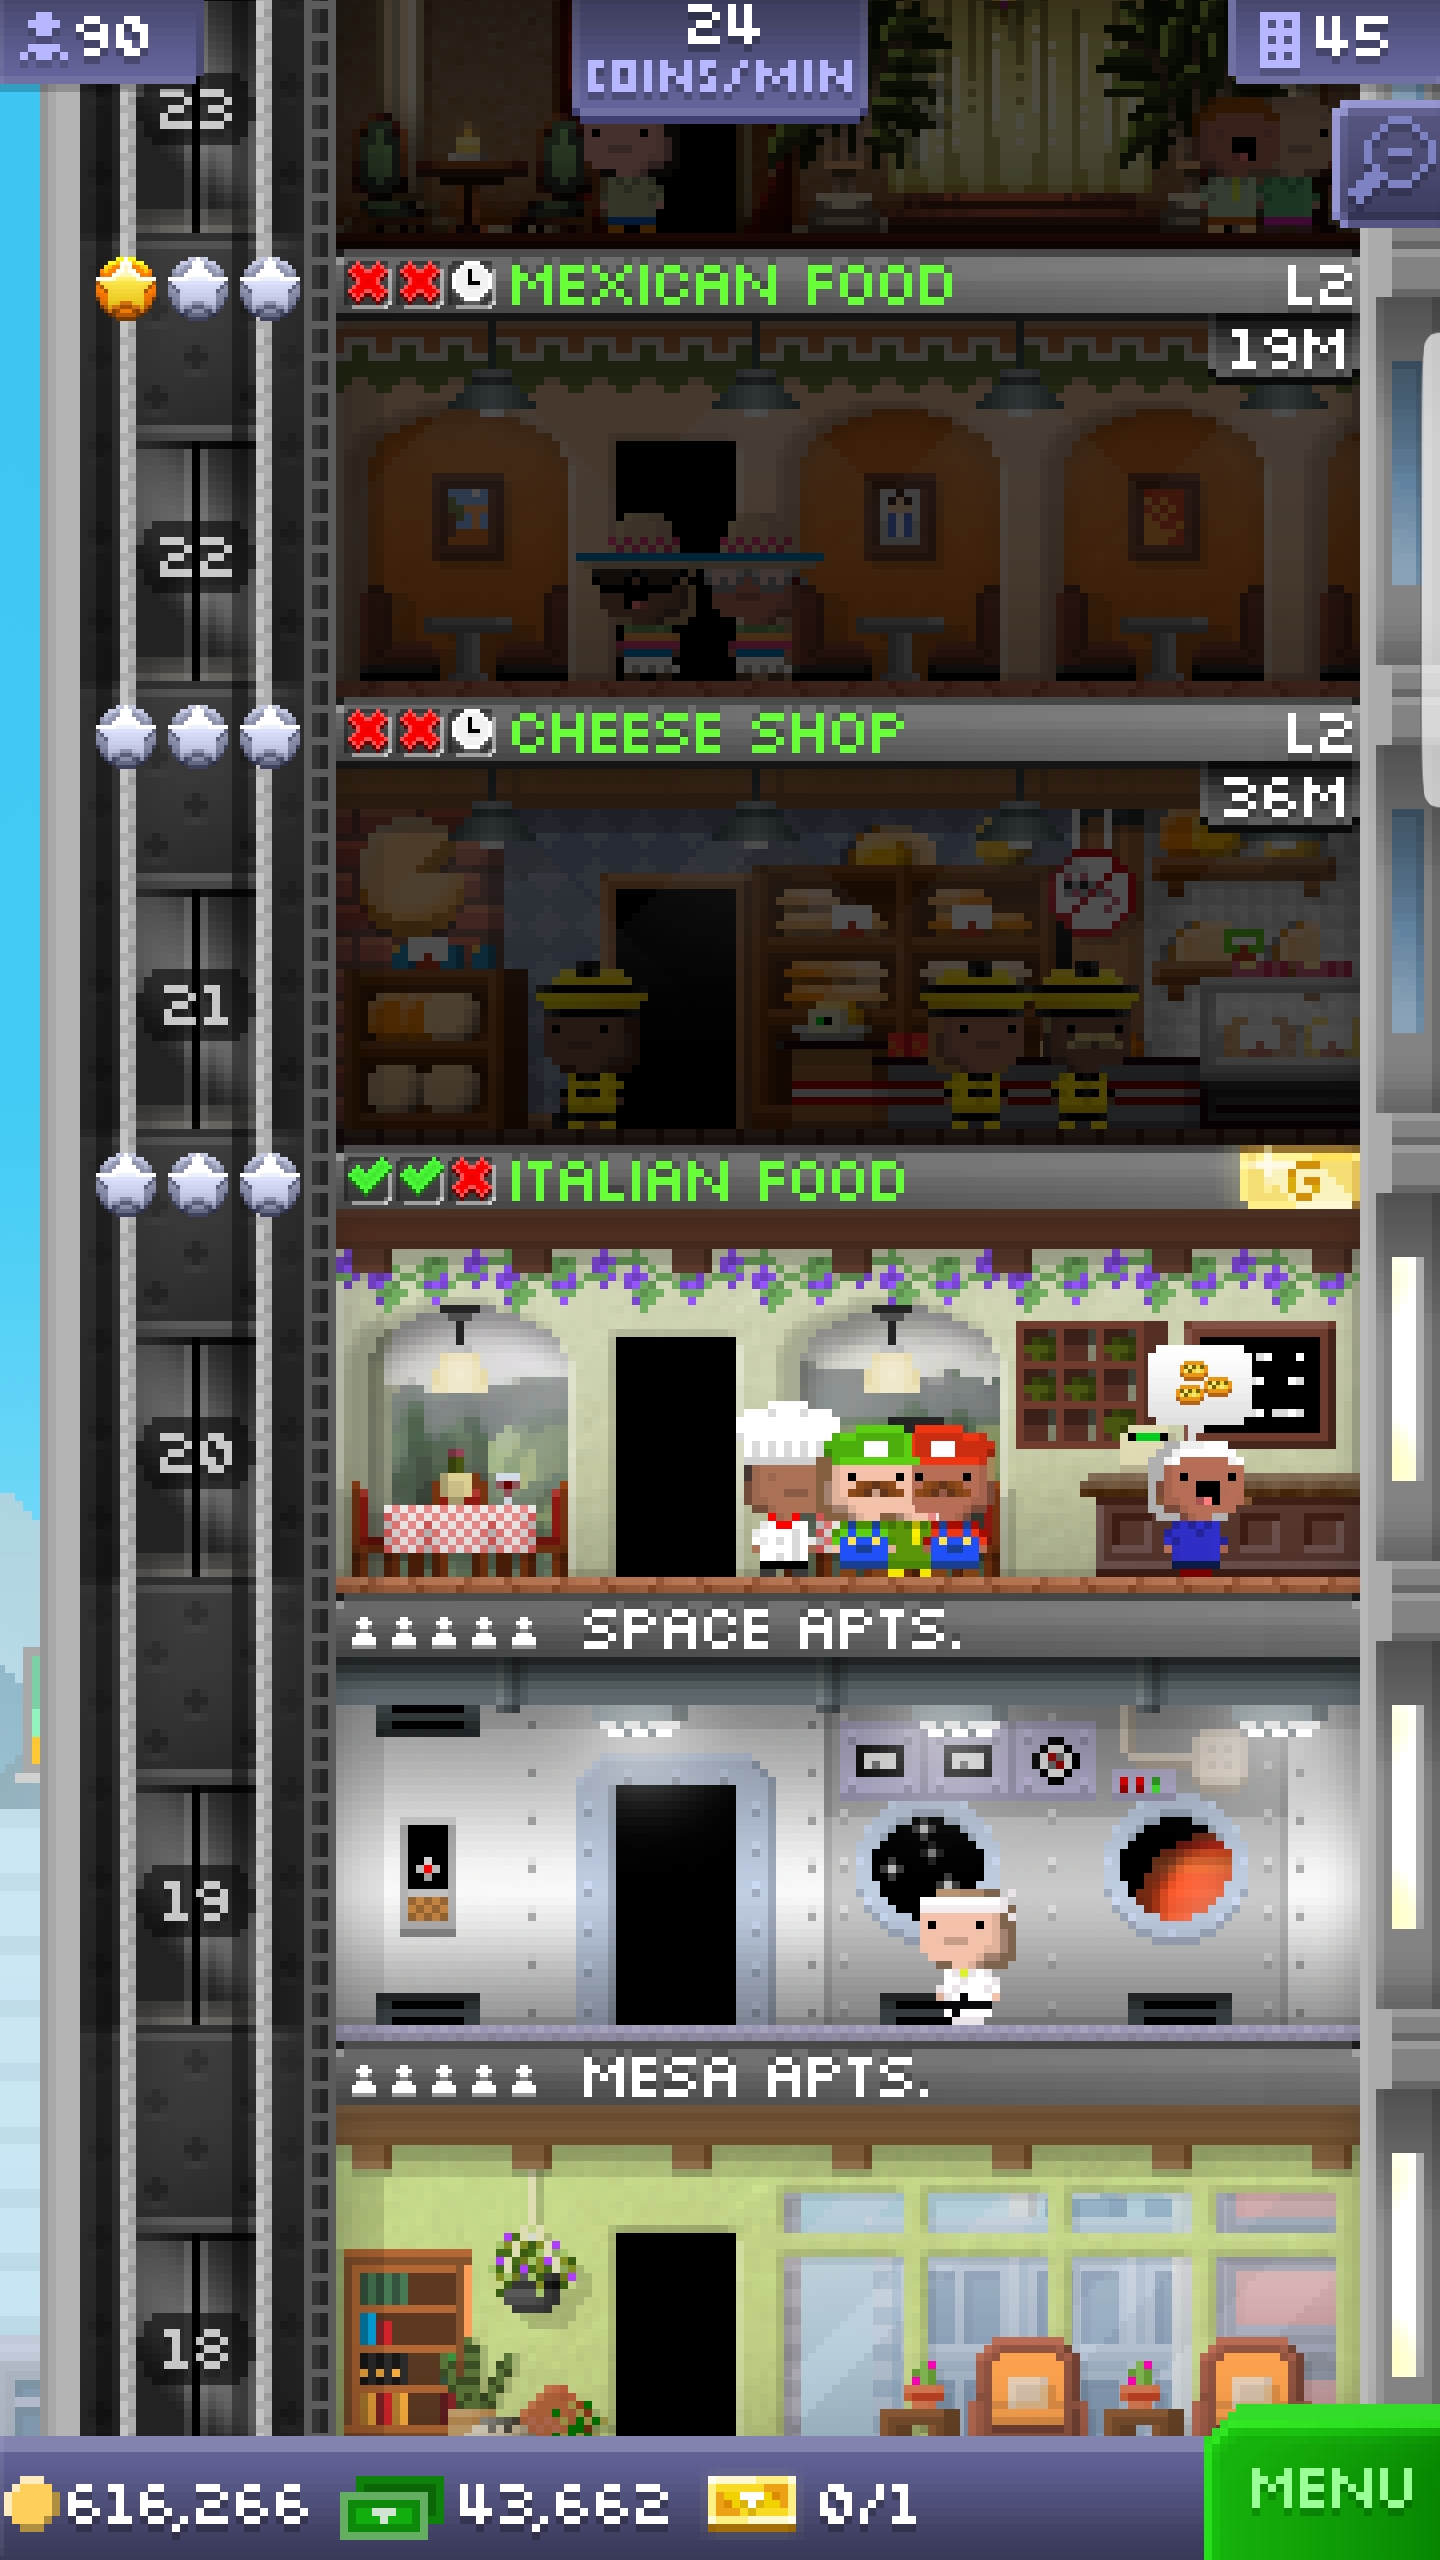 90
24
COINS/MIN
45
23
MEXICAN FOOD
L2
19M
22
CHEESE SHOP
L2
36M
21
ITALIAN FOOD
G
20
SPACE APTS.
19
MESA APTS.
18
616,266
43,662
0/1
MENU